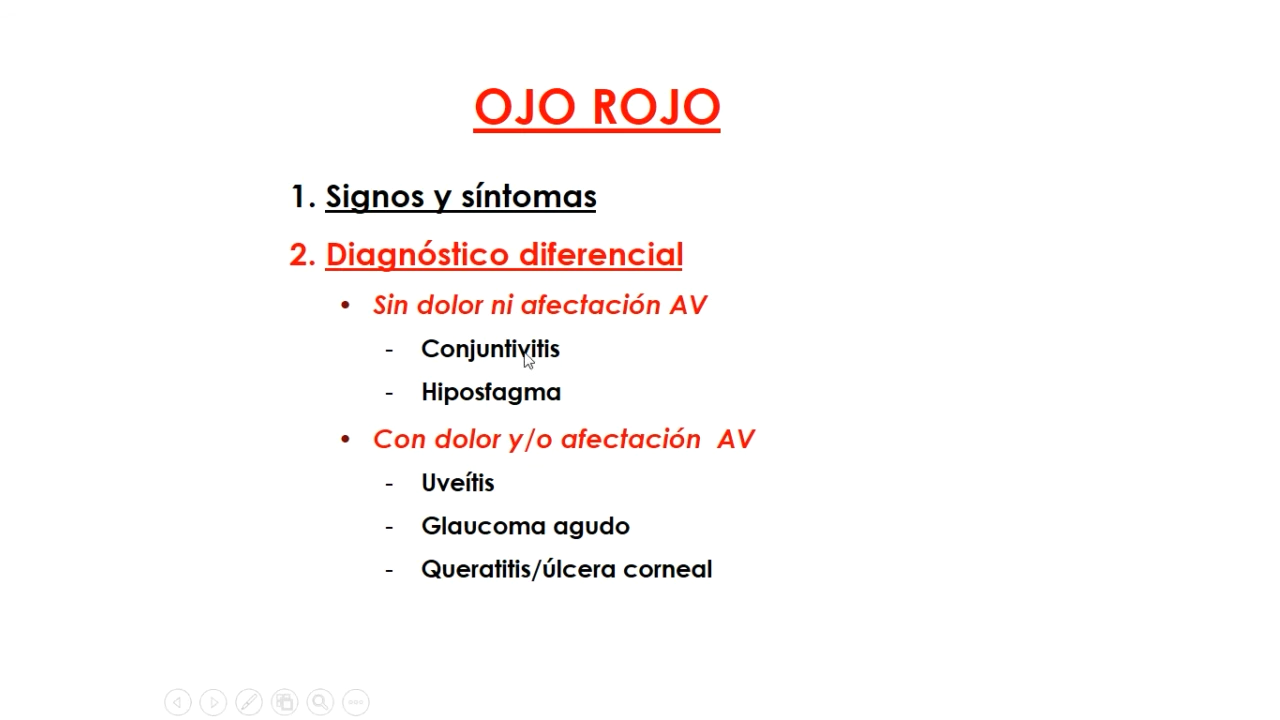 OJO ROJO
1. Signos y síntomas
2. Diagnóstico diferencial
• Sin dolor ni afectación AV
- Conjuntivitis
- Hiposfagma
• Con dolor y/o afectación AV
- Uveítis
- Glaucoma agudo
- Queratitis/úlcera corneal